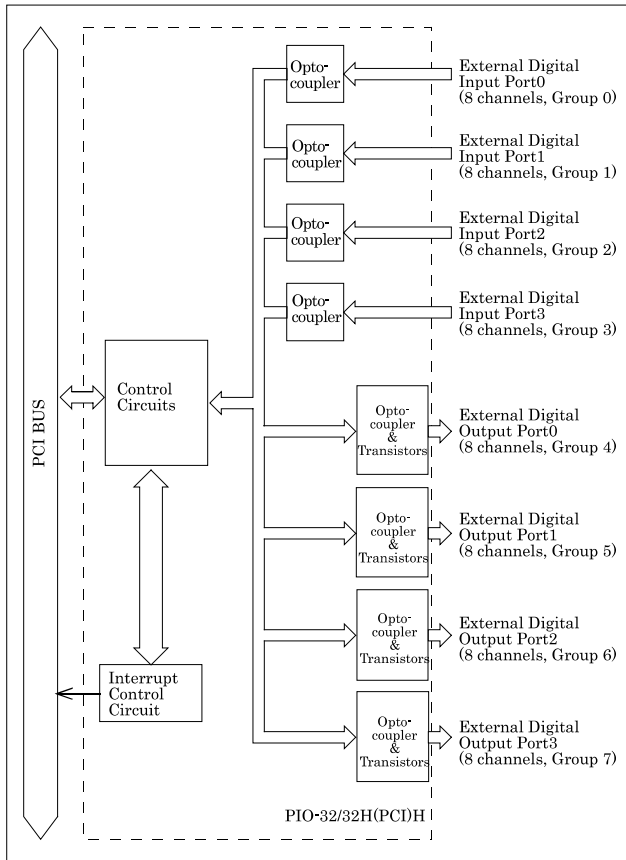 Opto-
coupler
External Digital
Input Port0
(8 channels, Group 0)
Opto-
coupler
External Digital
Input Port1
(8 channels, Group 1)
Opto-
coupler
External Digital
Input Port2
(8 channels, Group 2)
Opto-
coupler
External Digital
Input Port3
(8 channels, Group 3)
PCI BUS
Control
Circuits
Opto-
coupler
&
Transistors
External Digital
Output Port0
(8 channels, Group 4)
Opto-
coupler
&
Transistors
External Digital
Output Port1
(8 channels, Group 5)
Opto-
coupler
&
Transistors
External Digital
Output Port2
(8 channels, Group 6)
Interrupt
Control
Circuit
Opto-
coupler
&
Transistors
External Digital
Output Port3
(8 channels, Group 7)
PIO-32/32H(PCI)H